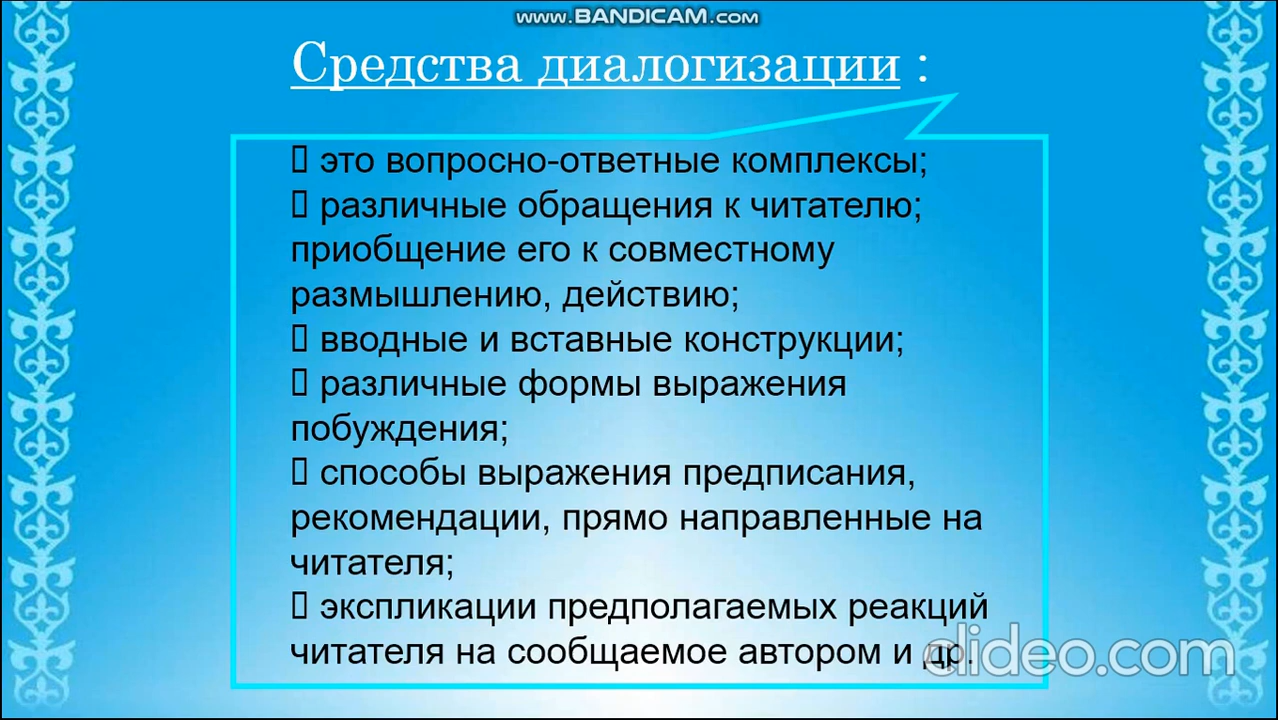 www.BANDICAM.com
Средства диалогизации :
▯ это вопросно-ответные комплексы;
▯ различные обращения к читателю;
приобщение его к совместному
размышлению, действию;
▯ вводные и вставные конструкции;
▯ различные формы выражения
побуждения;
▯ способы выражения предписания,
рекомендации, прямо направленные на
читателя;
▯ экспликации предполагаемых реакций
читателя на сообщаемое автором и др.
clideo.com